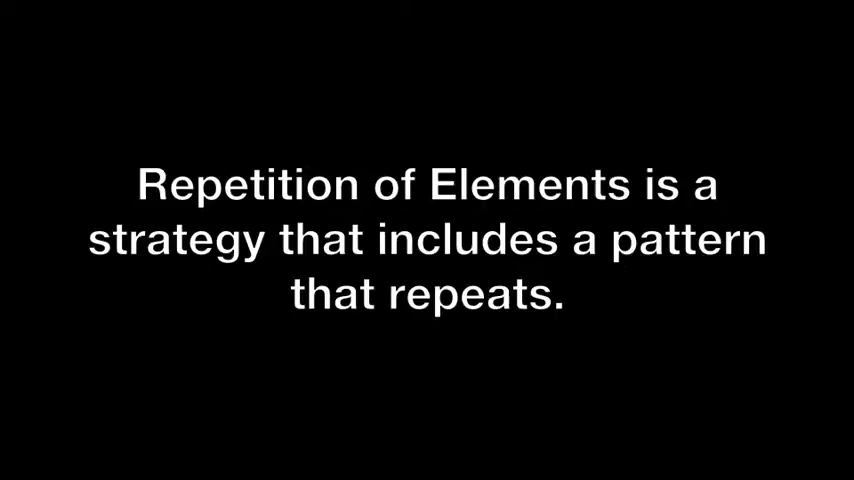 Repetition of Elements is a
strategy that includes a pattern
that repeats.